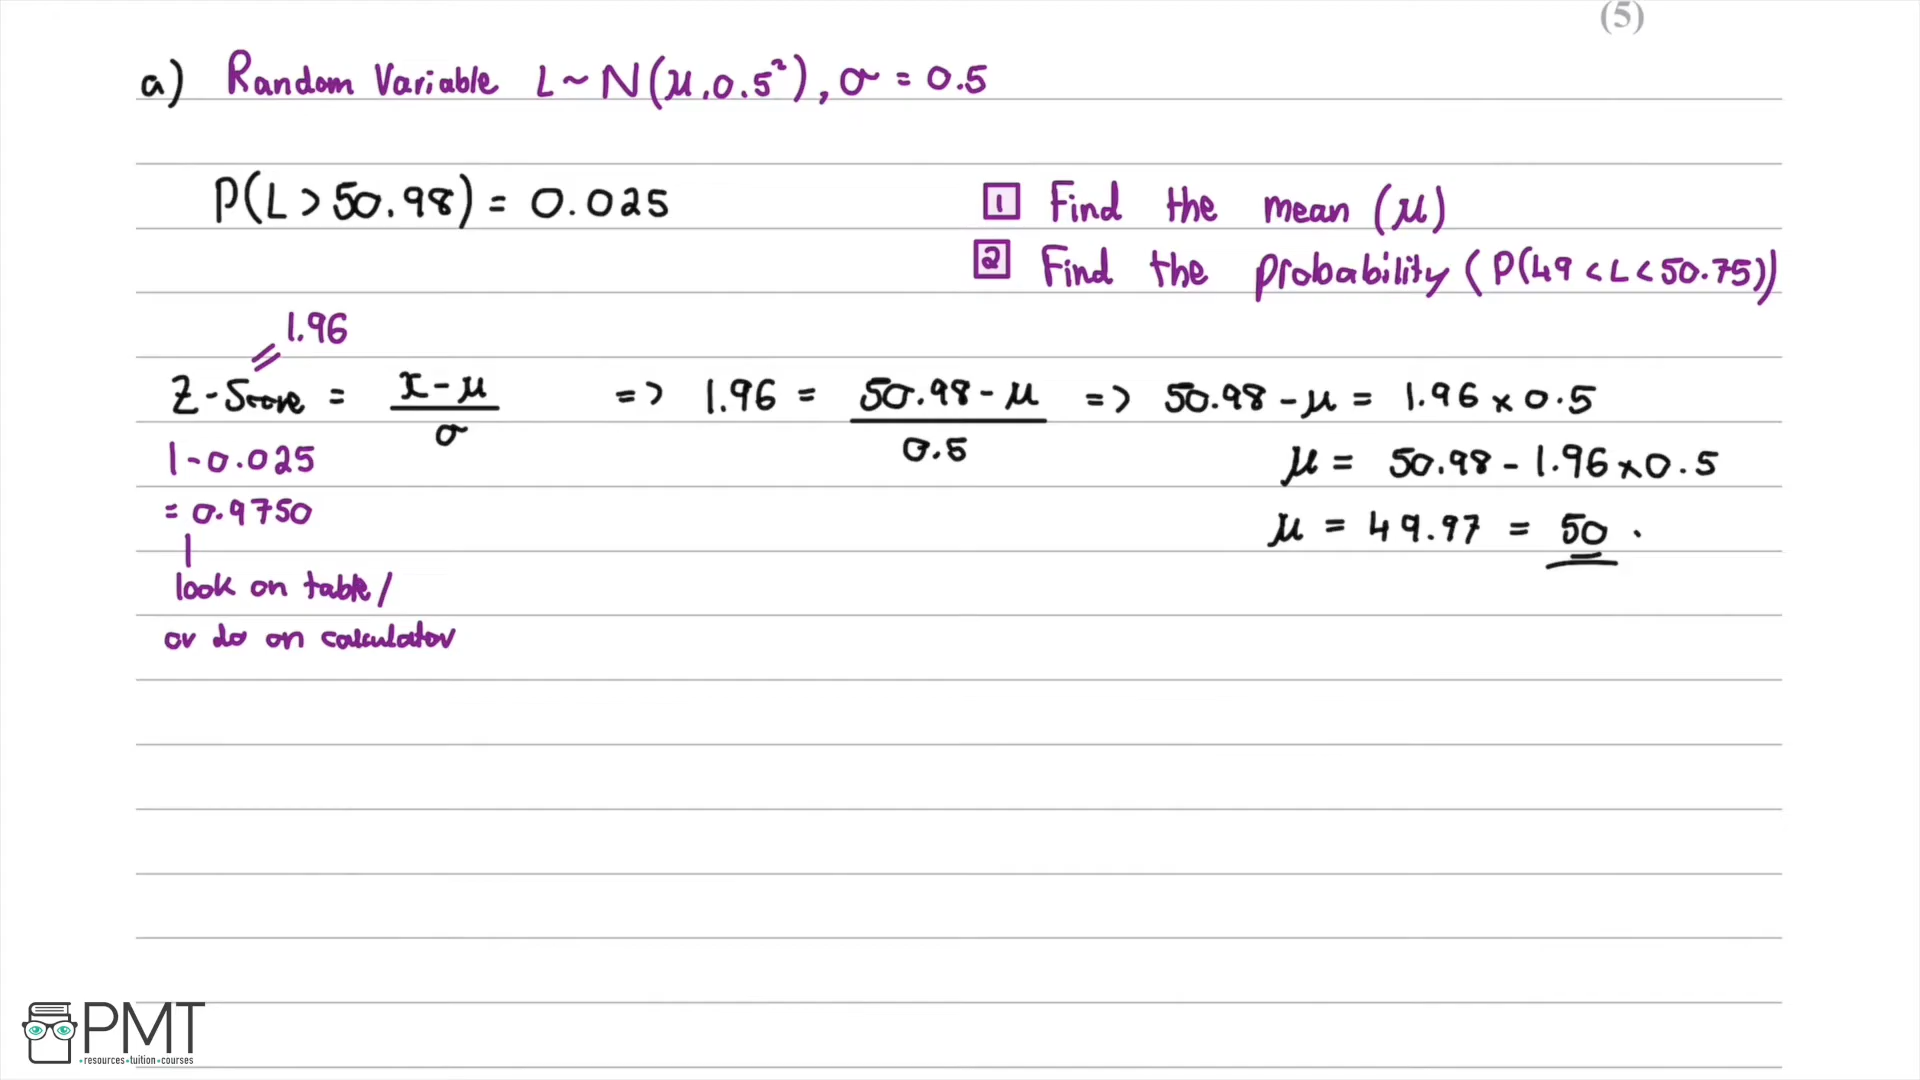 (5)
a) Random Variable L ~ N(μ, 0.5²), σ = 0.5
P(L > 50.98) = 0.025
1 Find the mean (μ)
2 Find the probability (P(49 < L < 50.75))
1.96
Z-Score = x - μ / σ => 1.96 = 50.98 - μ / 0.5 => 50.98 - μ = 1.96 × 0.5
1 - 0.025
μ = 50.98 - 1.96 × 0.5
= 0.9750
μ = 49.97 = 50.
look on table/
or do on calculator
PMT
•resources•tuition•courses